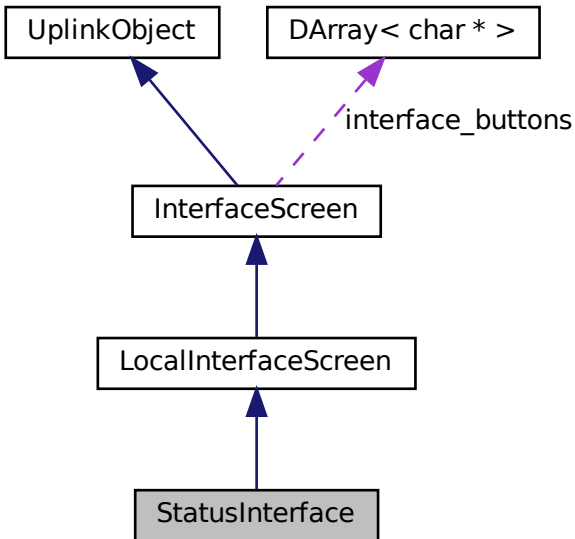 UplinkObject
DArray< char * >
interface_buttons
InterfaceScreen
LocalInterfaceScreen
StatusInterface